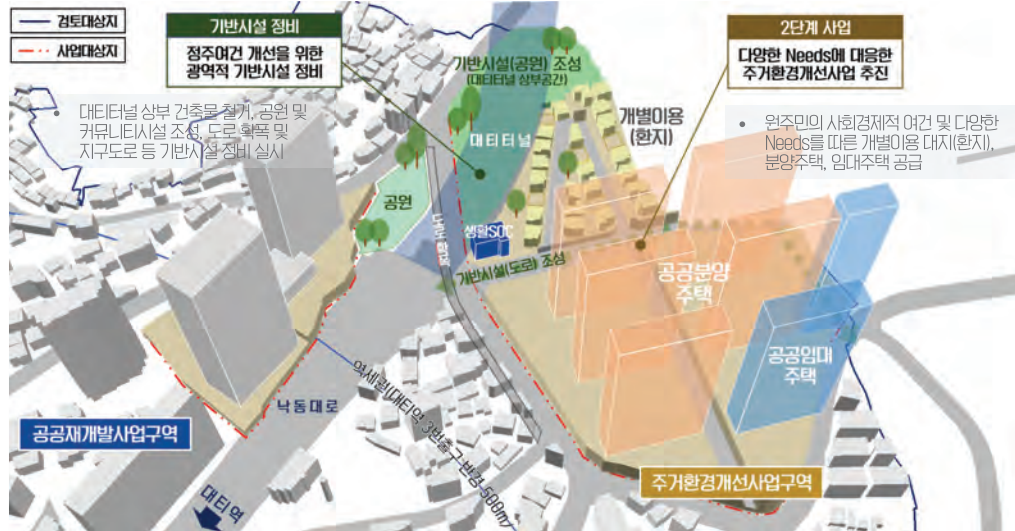 검토대상지
사업대상지
기반시설 정비
정주여건 개선을 위한
광역적 기반시설 정비
• 대티터널 상부 건축물 철거, 공원 및
커뮤니티시설 조성, 도로 확폭 및
지구도로 등 기반시설 정비 실시
2단계 사업
다양한 Needs에 대응한
주거환경개선사업 추진
• 원주민의 사회경제적 여건 및 다양한
Needs를 따른 개별이용 대지(환지),
분양주택, 임대주택 공급
기반시설(공원) 조성
(대티터널 상부공간)
개별이용
(환지)
대티터널
공원
도로확폭
생활SOC
기반시설(도로) 조성
공공분양
주택
공공임대
주택
역세권(대티역 3번출구 반경 500m)
낙동대로
공공재개발사업구역
대티역
주거환경개선사업구역